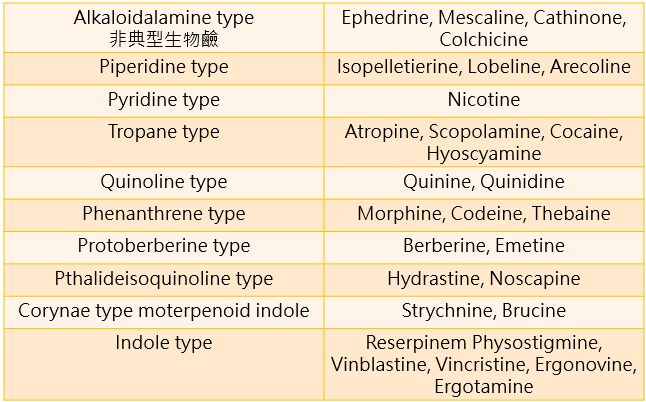 Alkaloidalamine type
非典型生物鹼
Ephedrine, Mescaline, Cathinone,
Colchicine
Piperidine type
Isopelletierine, Lobeline, Arecoline
Pyridine type
Nicotine
Tropane type
Atropine, Scopolamine, Cocaine,
Hyoscyamine
Quinoline type
Quinine, Quinidine
Phenanthrene type
Morphine, Codeine, Thebaine
Protoberberine type
Berberine, Emetine
Pthalideisoquinoline type
Hydrastine, Noscapine
Corynae type moterpenoid indole
Strychnine, Brucine
Indole type
Reserpinem Physostigmine,
Vinblastine, Vincristine, Ergonovine,
Ergotamine